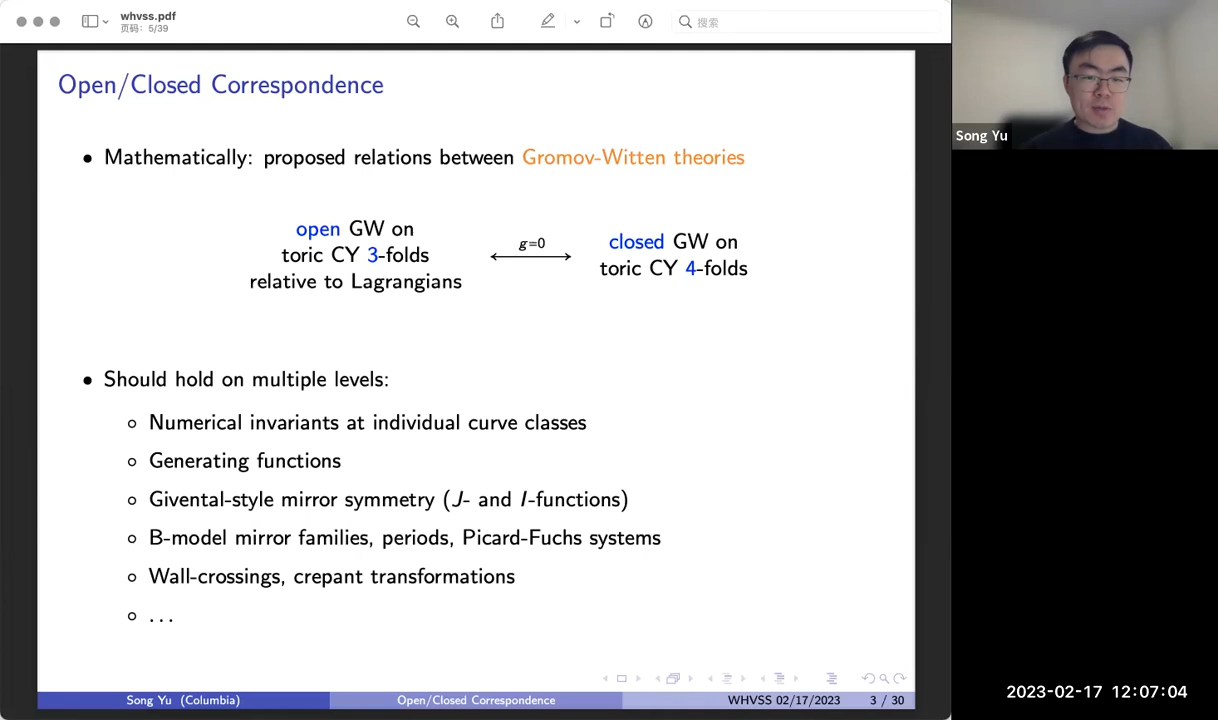 whvss.pdf
页码: 5/39
搜索
Open/Closed Correspondence
• Mathematically: proposed relations between Gromov-Witten theories
open GW on
toric CY 3-folds
relative to Lagrangians
g=0
closed GW on
toric CY 4-folds
• Should hold on multiple levels:
Numerical invariants at individual curve classes
Generating functions
Givental-style mirror symmetry (J- and I-functions)
B-model mirror families, periods, Picard-Fuchs systems
Wall-crossings, crepant transformations
...
Song Yu (Columbia)
Open/Closed Correspondence
WHVSS 02/17/2023
3 / 30
Song Yu
2023-02-17 12:07:04